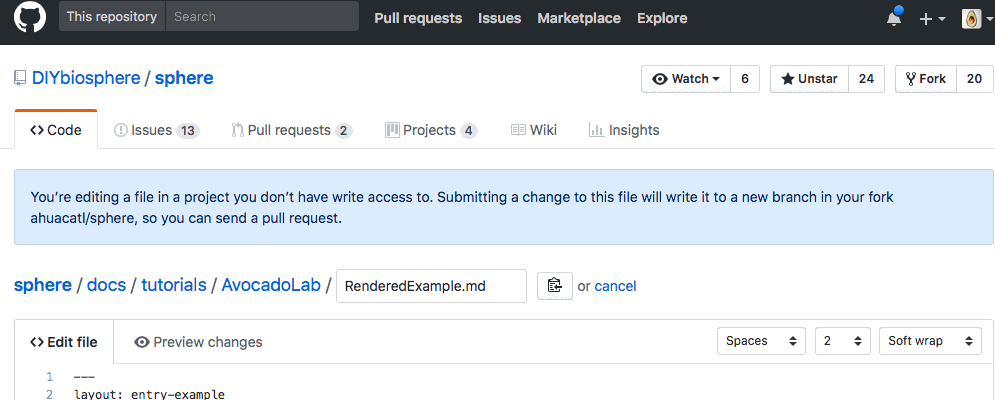 This repository Search Pull requests Issues Marketplace Explore
DIYbiosphere / sphere Watch 6 Unstar 24 Fork 20
Code Issues 13 Pull requests 2 Projects 4 Wiki Insights
You’re editing a file in a project you don’t have write access to. Submitting a change to this file will write it to a new branch in your fork
ahuacatl/sphere, so you can send a pull request.
sphere / docs / tutorials / AvocadoLab / RenderedExample.md or cancel
Edit file Preview changes Spaces 2 Soft wrap
1 ---
2 layout: entry-example